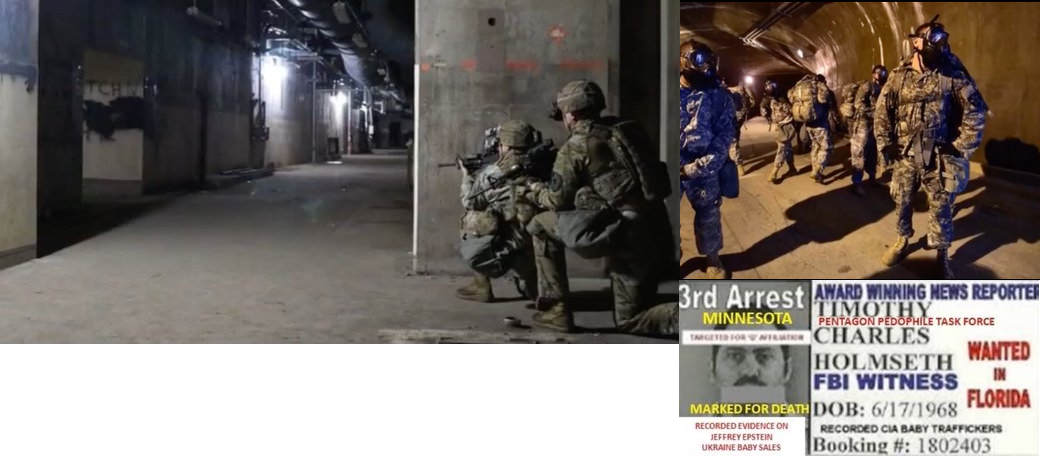 TCHN
3rd Arrest
MINNESOTA
TARGETED FOR "Q" AFFILIATION
MARKED FOR DEATH
RECORDED EVIDENCE ON
JEFFREY EPSTEIN
UKRAINE BABY SALES
AWARD WINNING NEWS REPORTER
TIMOTHY
PENTAGON PEDOPHILE TASK FORCE
CHARLES
HOLMSETH
WANTED
IN
FLORIDA
FBI WITNESS
DOB: 6/17/1968
RECORDED CIA BABY TRAFFICKERS
Booking #: 1802403